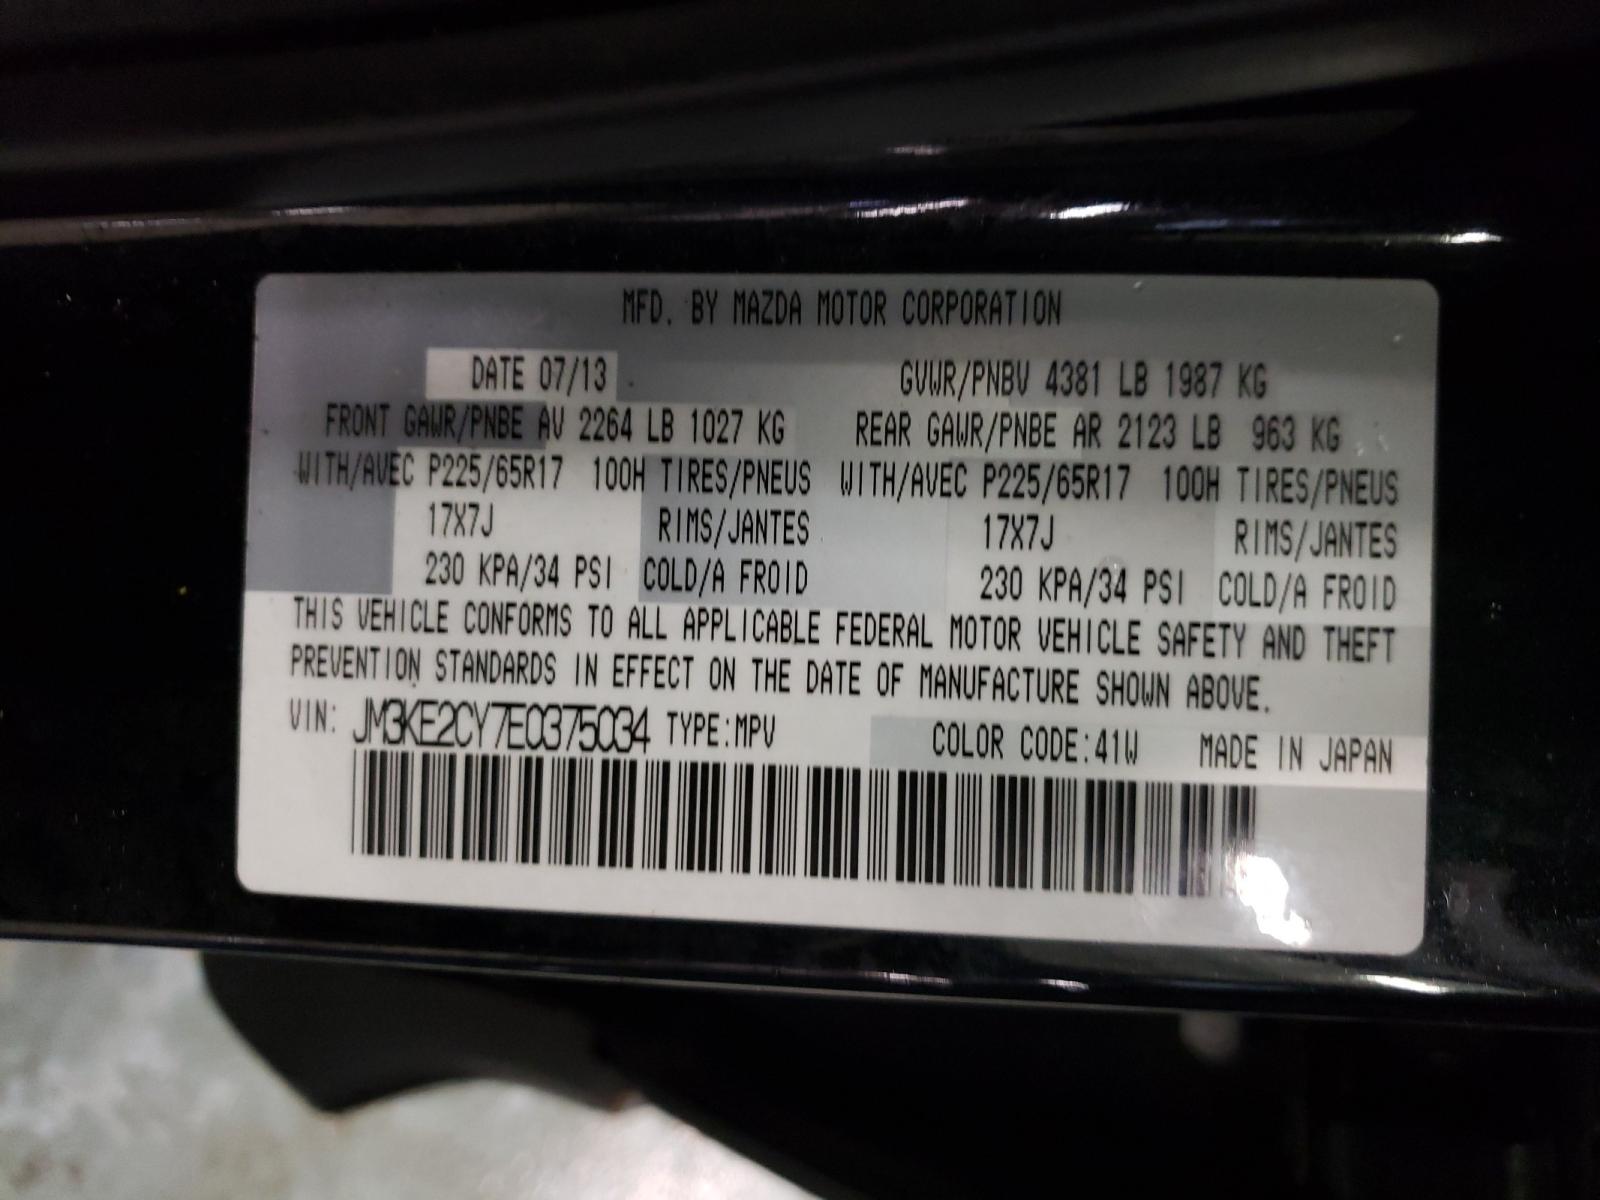 MFD. BY MAZDA MOTOR CORPORATION
DATE 07/13 GVWR/PNBV 4381 LB 1987 KG
FRONT GAWR/PNBE AV 2264 LB 1027 KG REAR GAWR/PNBE AR 2123 LB 963 KG
WITH/AVEC P225/65R17 100H TIRES/PNEUS WITH/AVEC P225/65R17 100H TIRES/PNEUS
17X7J RIMS/JANTES 17X7J RIMS/JANTES
230 KPA/34 PSI COLD/A FROID 230 KPA/34 PSI COLD/A FROID
THIS VEHICLE CONFORMS TO ALL APPLICABLE FEDERAL MOTOR VEHICLE SAFETY AND THEFT
PREVENTION STANDARDS IN EFFECT ON THE DATE OF MANUFACTURE SHOWN ABOVE.
VIN: JM3KE2CY7E0375034 TYPE:MPV COLOR CODE:41W MADE IN JAPAN